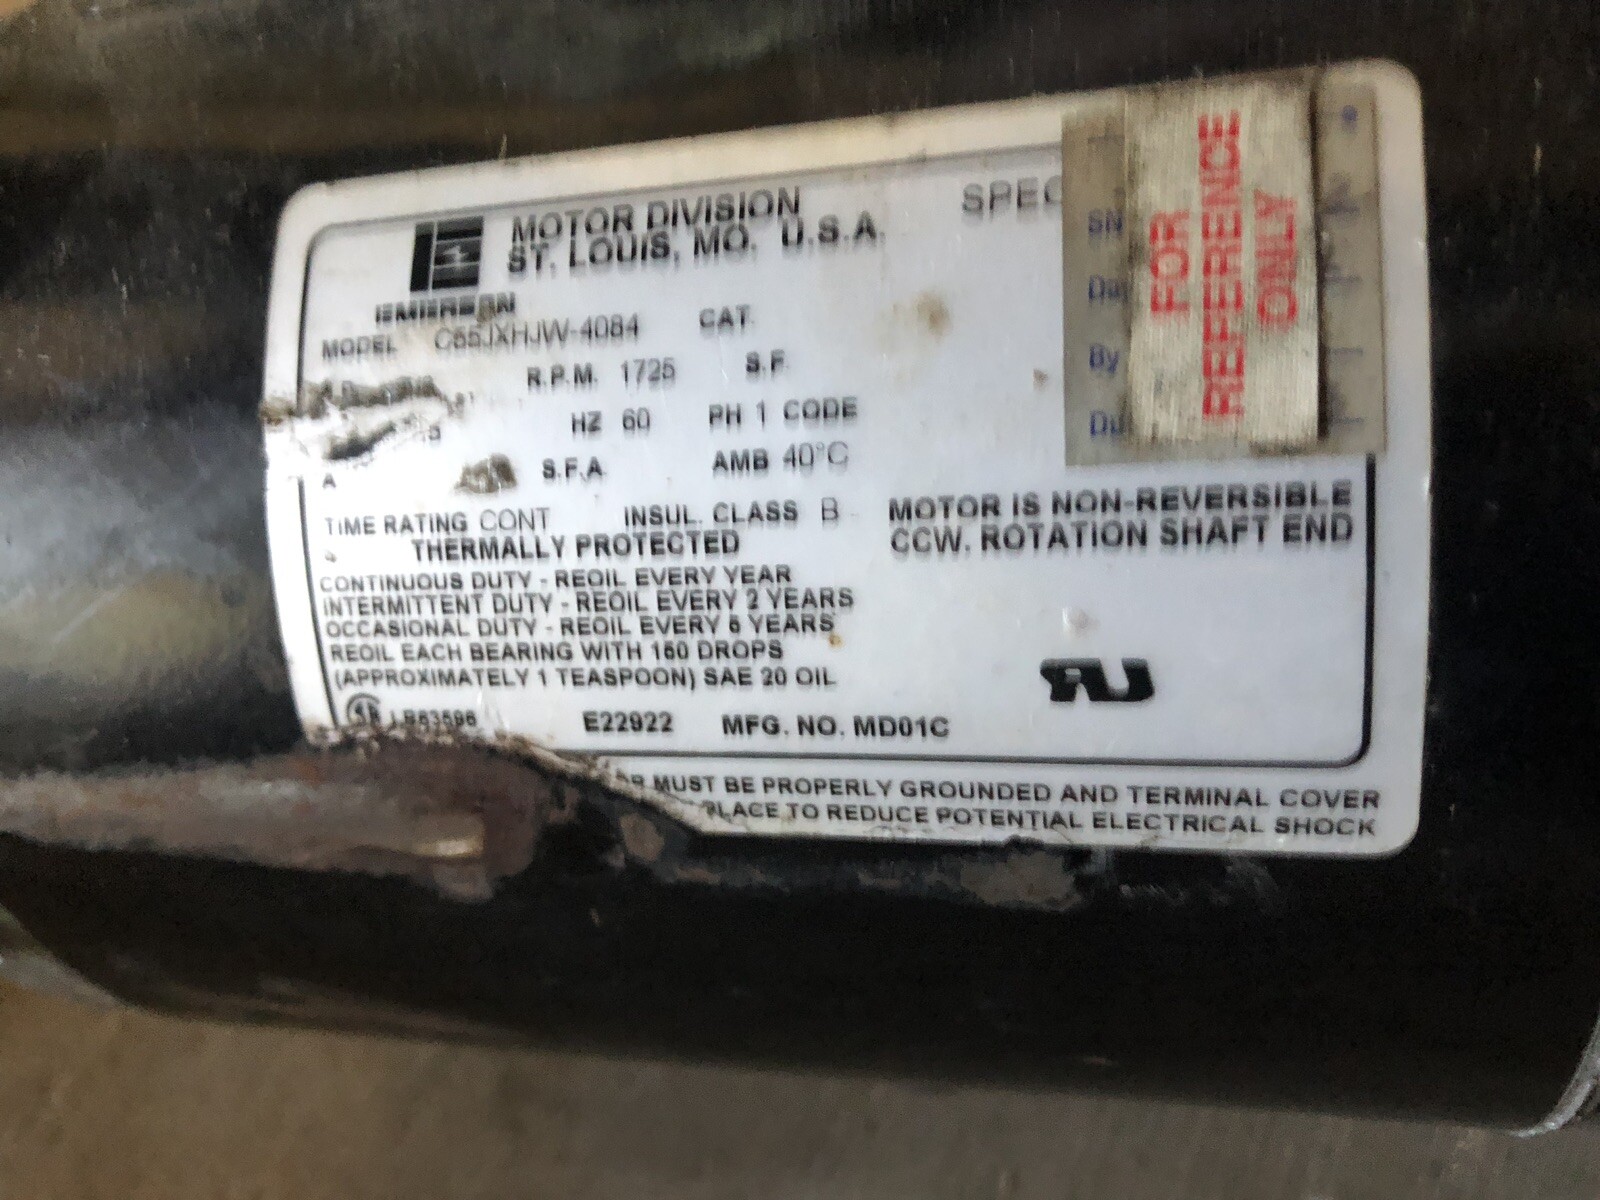 MOTOR DIVISION
ST. LOUIS, MO. U.S.A.
SPEC
EMERSON
MODEL C55JXHJW-4084 CAT.
R.P.M. 1725 S.F.
HZ 60 PH 1 CODE
A S.F.A. AMB 40°C
TIME RATING CONT INSUL. CLASS B
THERMALLY PROTECTED
MOTOR IS NON-REVERSIBLE
CCW. ROTATION SHAFT END
CONTINUOUS DUTY - REOIL EVERY YEAR
INTERMITTENT DUTY - REOIL EVERY 2 YEARS
OCCASIONAL DUTY - REOIL EVERY 5 YEARS
REOIL EACH BEARING WITH 150 DROPS
(APPROXIMATELY 1 TEASPOON) SAE 20 OIL
E22922 MFG. NO. MD01C
MUST BE PROPERLY GROUNDED AND TERMINAL COVER
PLACE TO REDUCE POTENTIAL ELECTRICAL SHOCK
SN
By
FOR
REFERENCE
ONLY